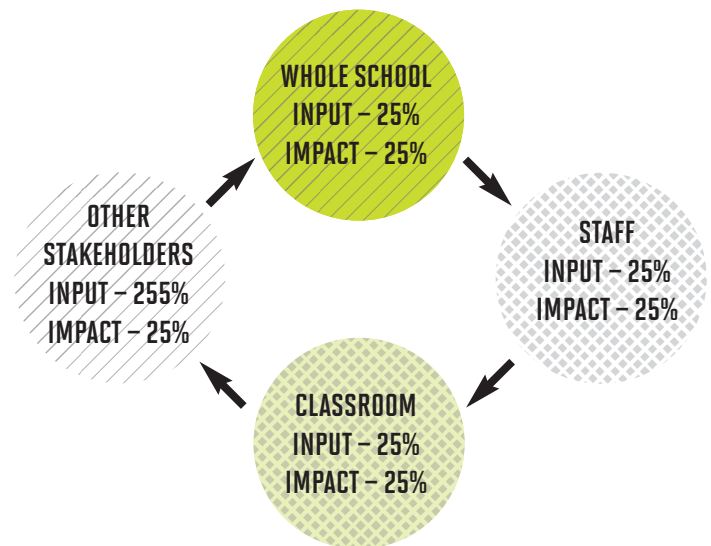 WHOLE SCHOOL
INPUT – 25%
IMPACT – 25%
STAFF
INPUT – 25%
IMPACT – 25%
CLASSROOM
INPUT – 25%
IMPACT – 25%
OTHER
STAKEHOLDERS
INPUT – 255%
IMPACT – 25%